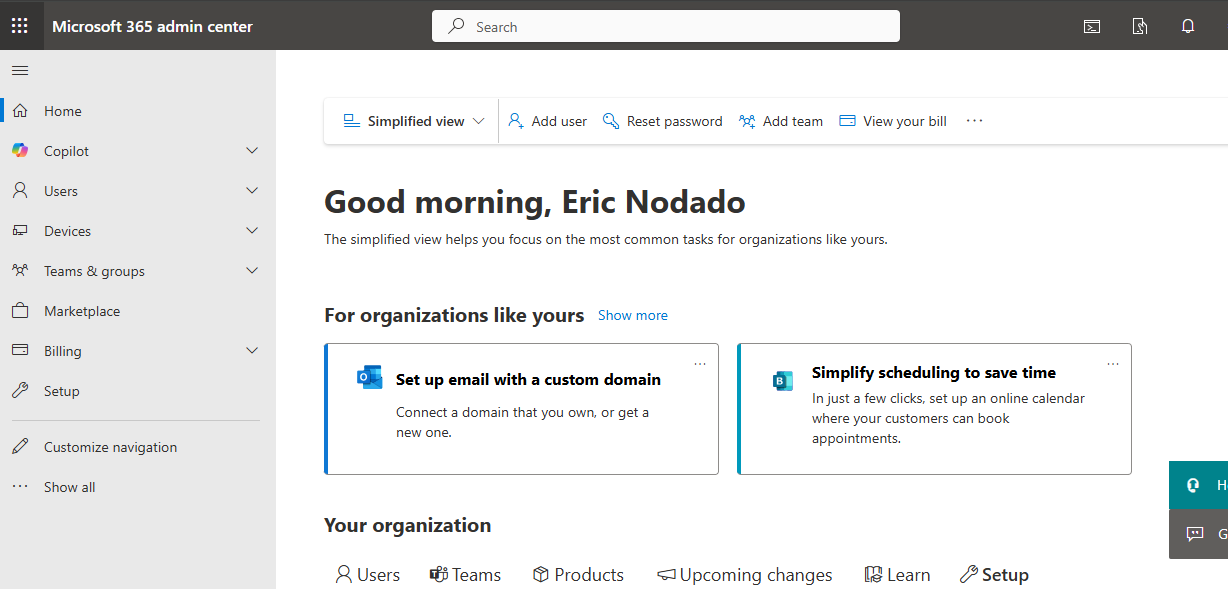 Microsoft 365 admin center
Search
Home
Copilot
Users
Devices
Teams & groups
Marketplace
Billing
Setup
Customize navigation
Show all
Simplified view
Add user
Reset password
Add team
View your bill
Good morning, Eric Nodado
The simplified view helps you focus on the most common tasks for organizations like yours.
For organizations like yours Show more
Set up email with a custom domain
Connect a domain that you own, or get a
new one.
Simplify scheduling to save time
In just a few clicks, set up an online calendar
where your customers can book
appointments.
Your organization
Users
Teams
Products
Upcoming changes
Learn
Setup